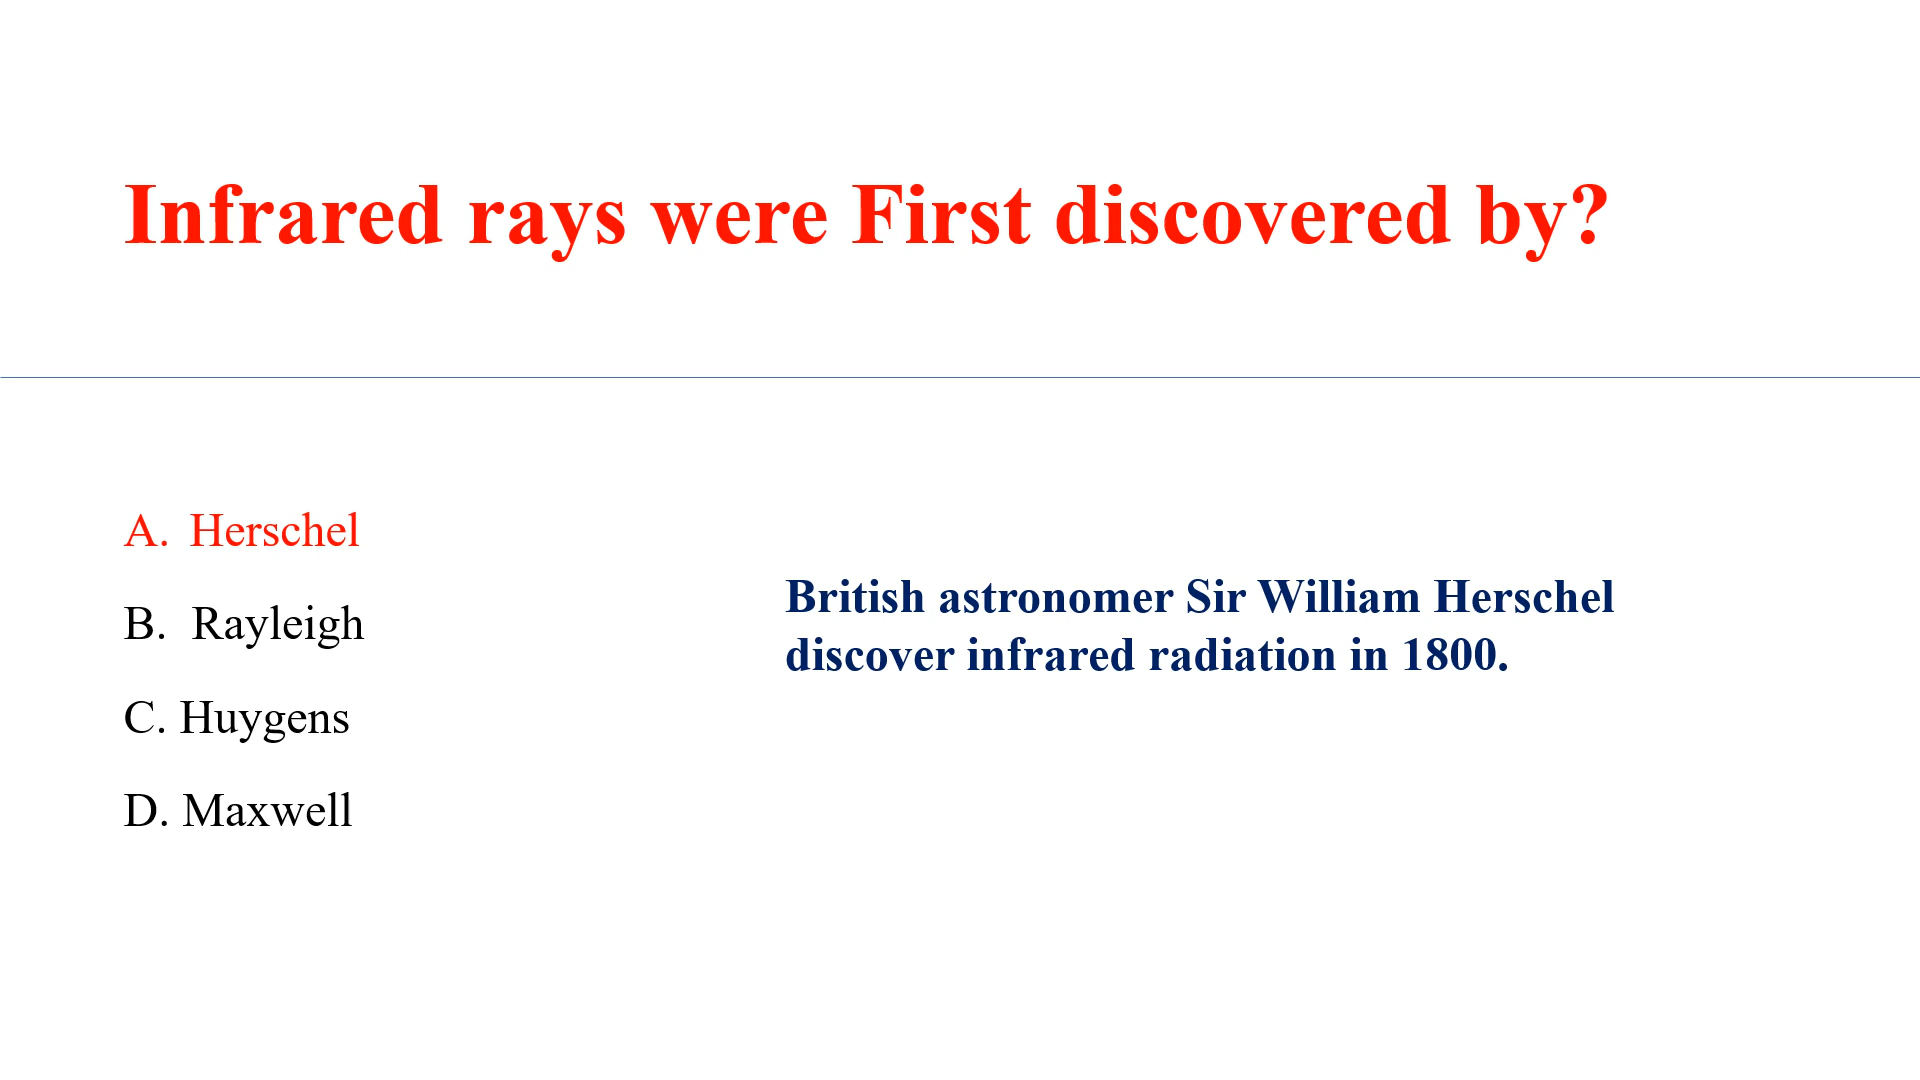 Infrared rays were First discovered by?
A. Herschel
B. Rayleigh
C. Huygens
D. Maxwell
British astronomer Sir William Herschel
discover infrared radiation in 1800.